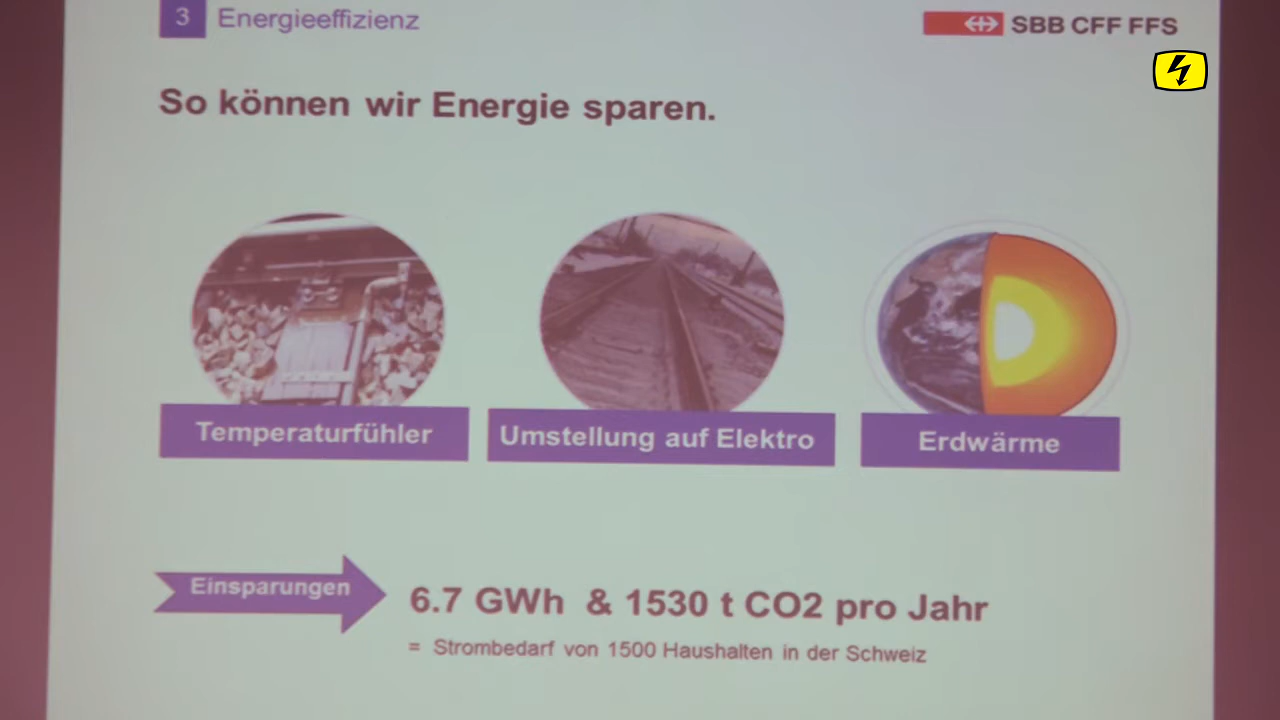 3 Energieeffizienz
SBB CFF FFS
So können wir Energie sparen.
Temperaturfühler
Umstellung auf Elektro
Erdwärme
Einsparungen
6.7 GWh & 1530 t CO2 pro Jahr
= Strombedarf von 1500 Haushalten in der Schweiz